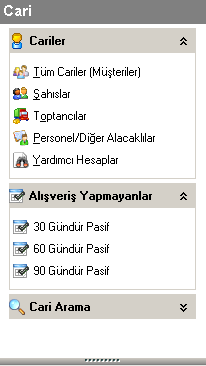 Cari
Cariler
Tüm Cariler (Müşteriler)
Şahıslar
Toptancılar
Personel/Diğer Alacaklılar
Yardımcı Hesaplar
Alışveriş Yapmayanlar
30 Gündür Pasif
60 Gündür Pasif
90 Gündür Pasif
Cari Arama